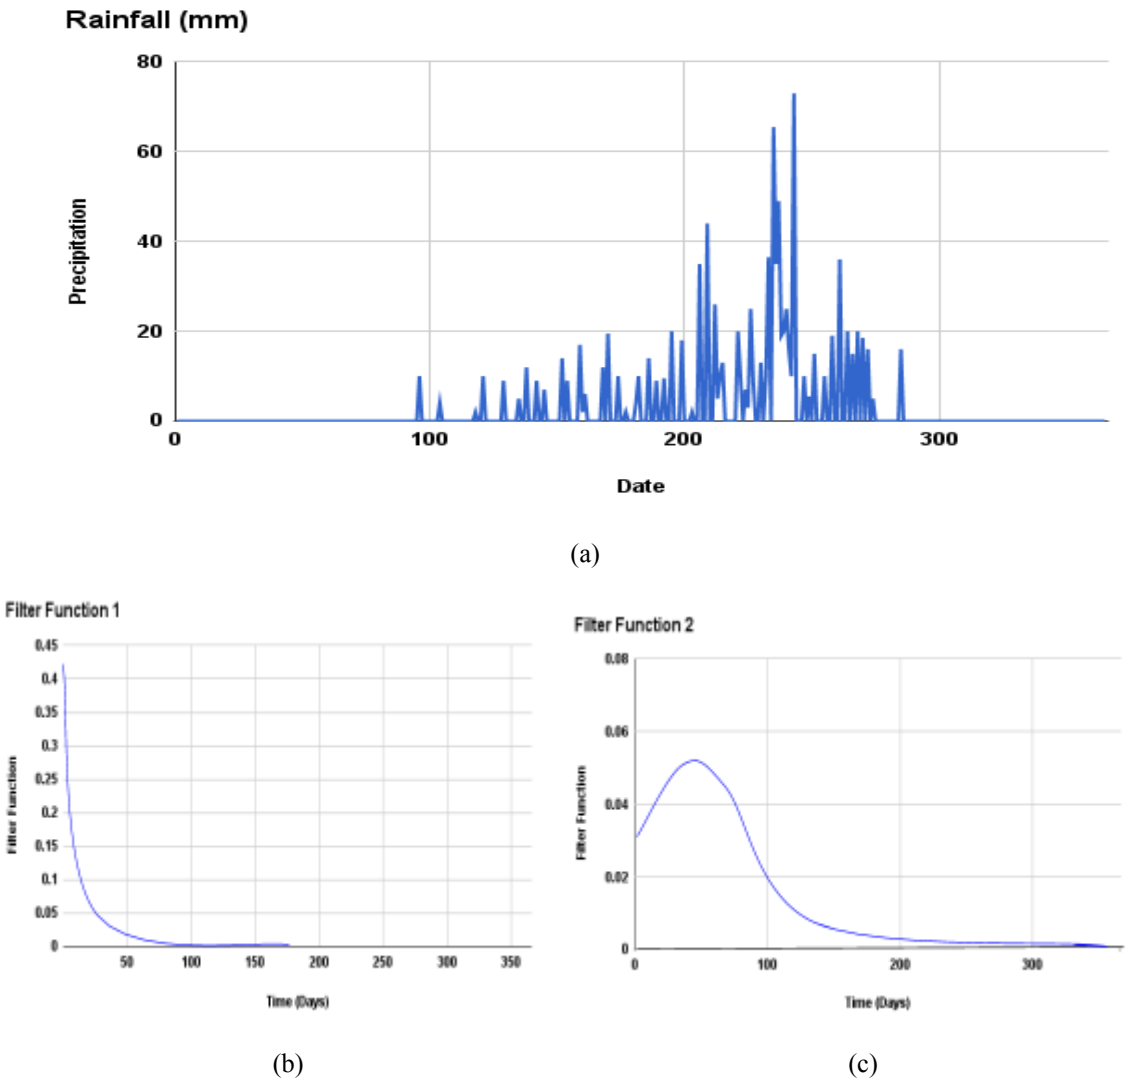 Rainfall (mm)
80
60
40
20
0
Precipitation
0 100 200 300
Date
(a)
Filter Function 1
0.45
0.4
0.35
0.3
0.25
0.2
0.15
0.1
0.05
0
Filter Function
50 100 150 200 250 300 350
Time (Days)
(b)
Filter Function 2
0.08
0.06
0.04
0.02
0
Filter Function
0 100 200 300
Time (Days)
(c)